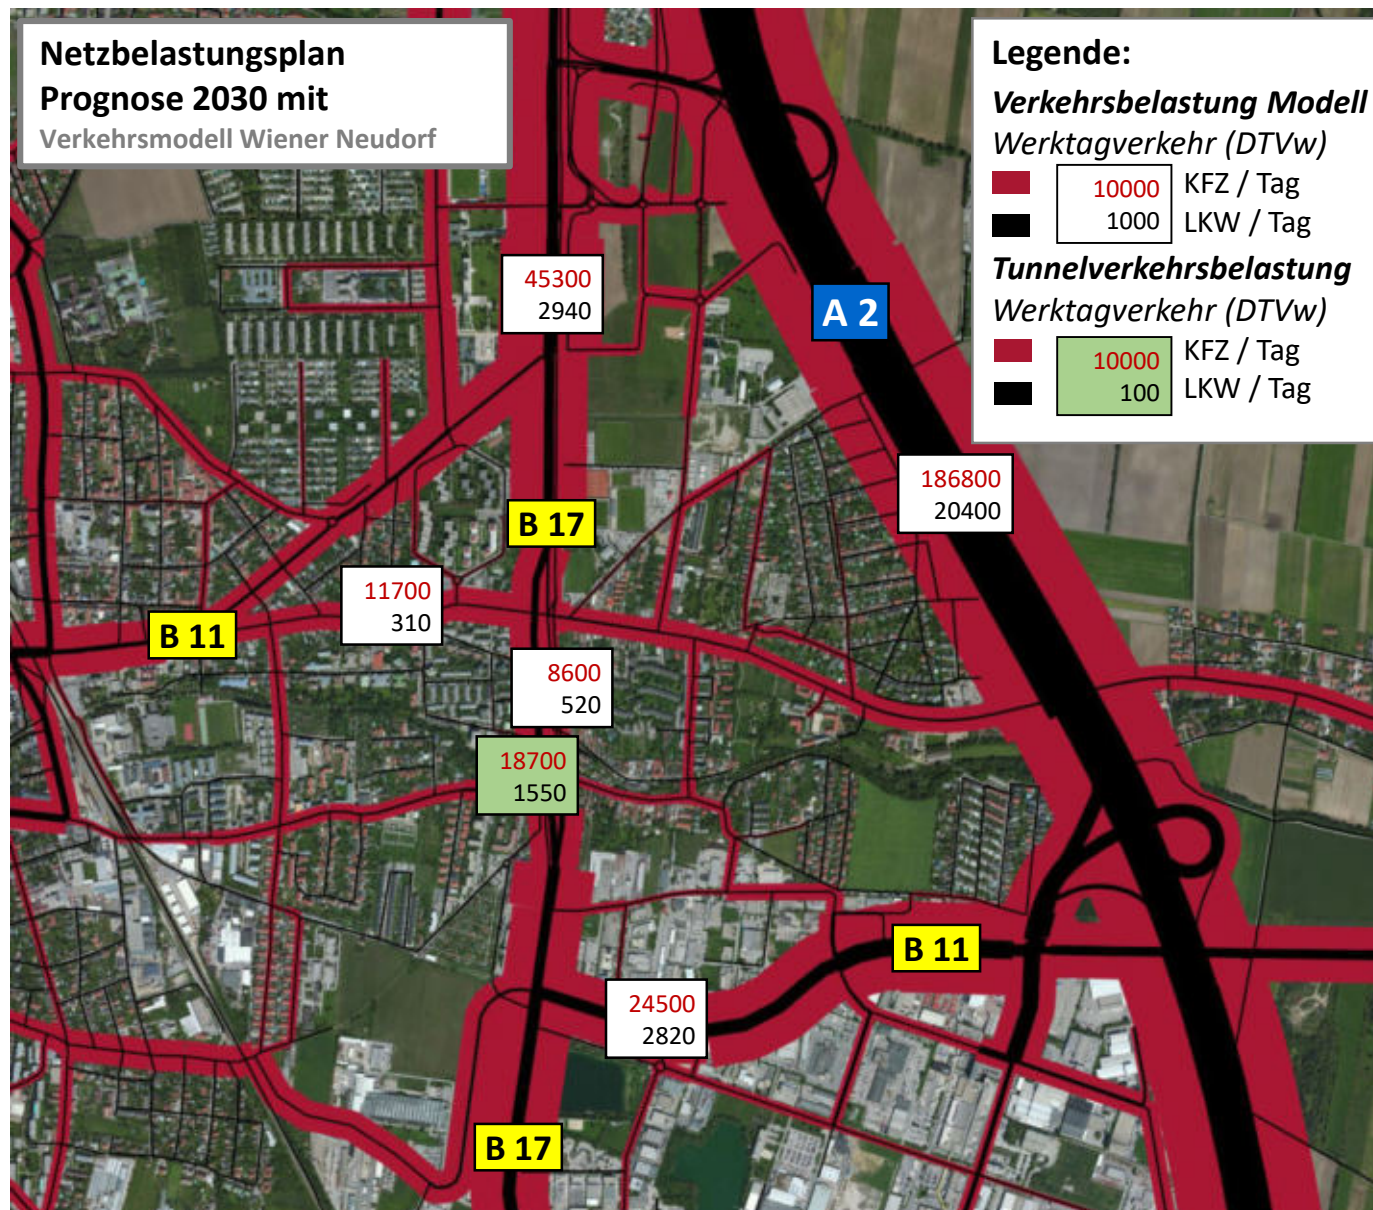 Netzbelastungsplan
Prognose 2030 mit
Verkehrsmodell Wiener Neudorf
Legende:
Verkehrsbelastung Modell
Werktagverkehr (DTVw)
10000 KFZ / Tag
1000 LKW / Tag
Tunnelverkehrsbelastung
Werktagverkehr (DTVw)
10000 KFZ / Tag
100 LKW / Tag
45300
2940
A 2
186800
20400
B 17
11700
310
B 11
8600
520
18700
1550
B 11
24500
2820
B 17